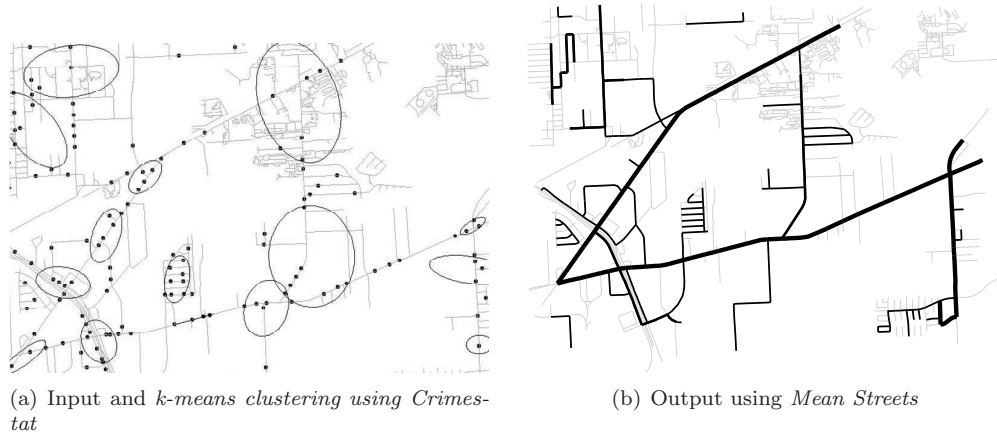 (a) Input and k-means clustering using Crimes-
tat
(b) Output using Mean Streets